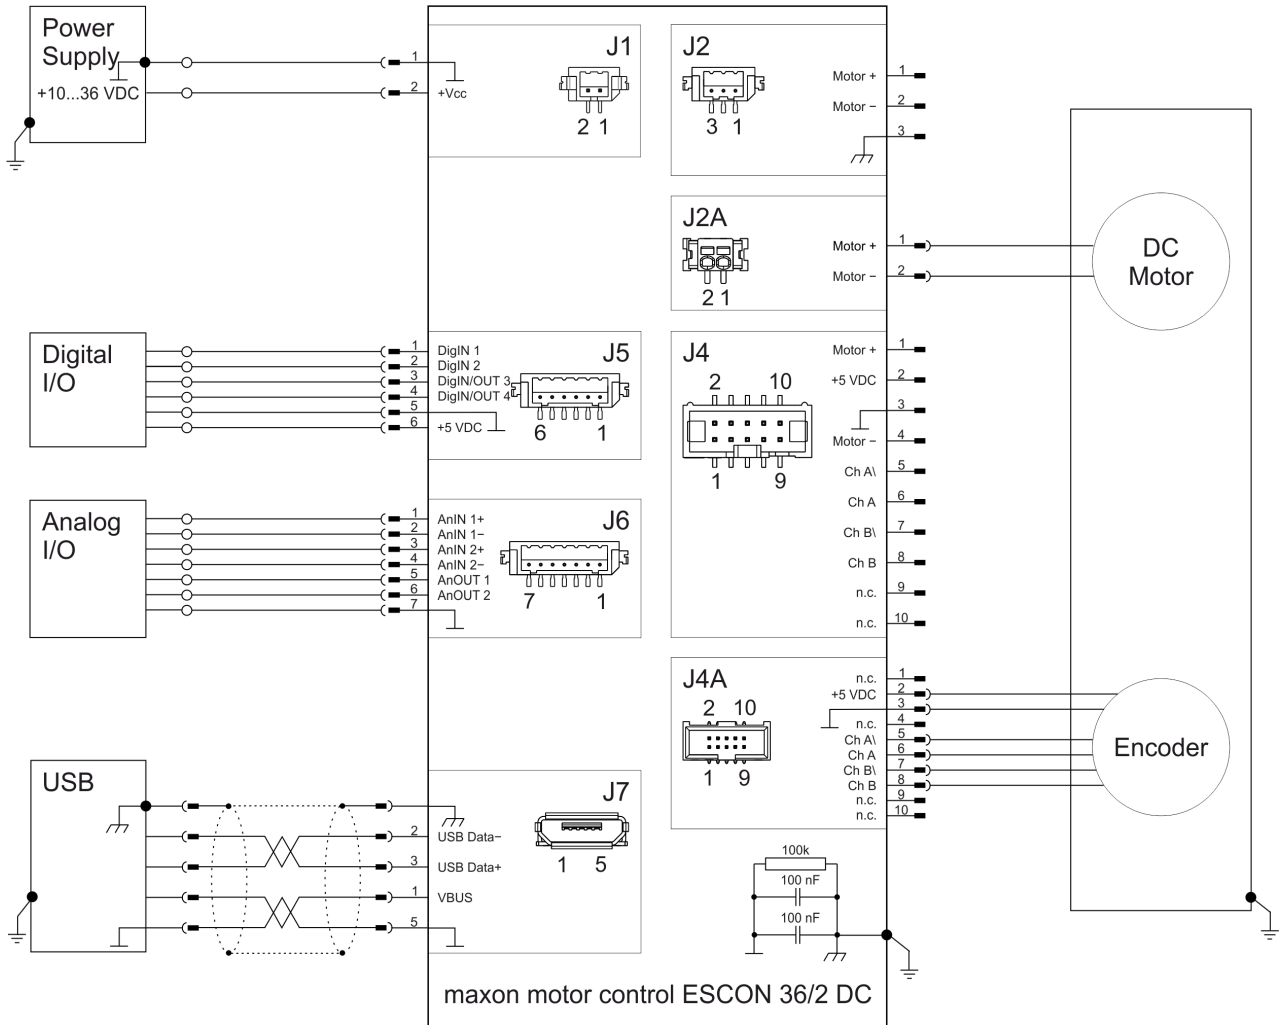 Power
Supply
+10...36 VDC
1
2
+Vcc
J1
2 1
J2
3 1
Motor +
1
Motor −
2
3
J2A
2 1
Motor +
1
Motor −
2
DC
Motor
Digital
I/O
1
DigIN 1
2
DigIN 2
3
DigIN/OUT 3
4
DigIN/OUT 4
5
6
+5 VDC
J5
6 1
J4
2 10
1 9
Motor +
1
+5 VDC
2
3
Motor −
4
Ch A\
5
Ch A
6
Ch B\
7
Ch B
8
n.c.
9
n.c.
10
Analog
I/O
1
AnIN 1+
2
AnIN 1−
3
AnIN 2+
4
AnIN 2−
5
AnOUT 1
6
AnOUT 2
7
J6
7 1
J4A
2 10
1 9
n.c.
1
+5 VDC
2
3
n.c.
4
Ch A\
5
Ch A
6
Ch B\
7
Ch B
8
n.c.
9
n.c.
10
Encoder
USB
2
USB Data−
3
USB Data+
1
VBUS
5
J7
1 5
100k
100 nF
100 nF
maxon motor control ESCON 36/2 DC